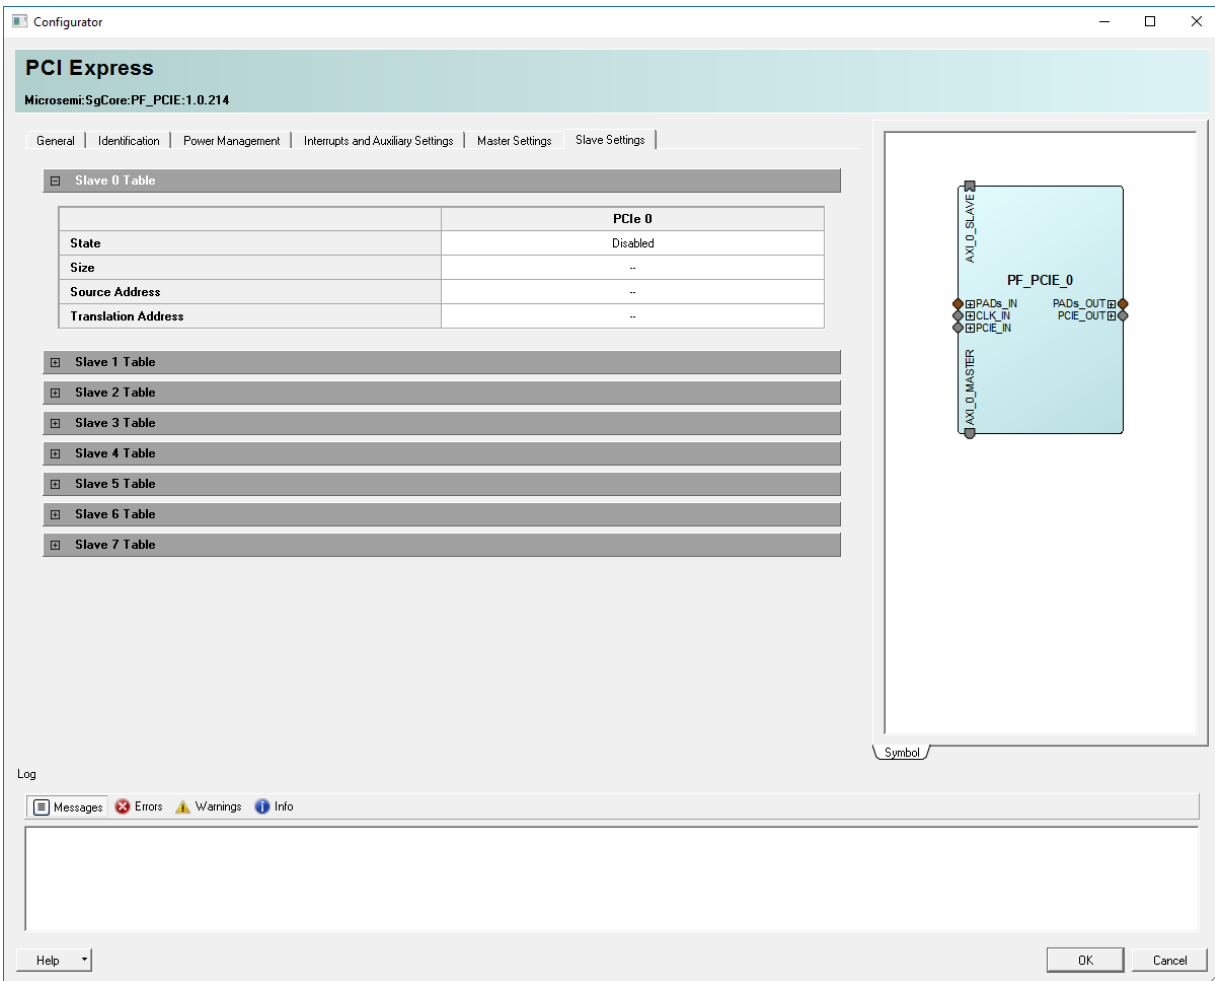 Configurator
PCI Express
Microsemi:SgCore:PF_PCIE:1.0.214
General Identification Power Management Interrupts and Auxiliary Settings Master Settings Slave Settings
Slave 0 Table
PCIe 0
State Disabled
Size --
Source Address --
Translation Address --
Slave 1 Table
Slave 2 Table
Slave 3 Table
Slave 4 Table
Slave 5 Table
Slave 6 Table
Slave 7 Table
AXI_0_SLAVE
PF_PCIE_0
PADs_IN PADs_OUT
CLK_IN PCIE_OUT
PCIE_IN
AXI_0_MASTER
Symbol
Log
Messages Errors Warnings Info
Help OK Cancel